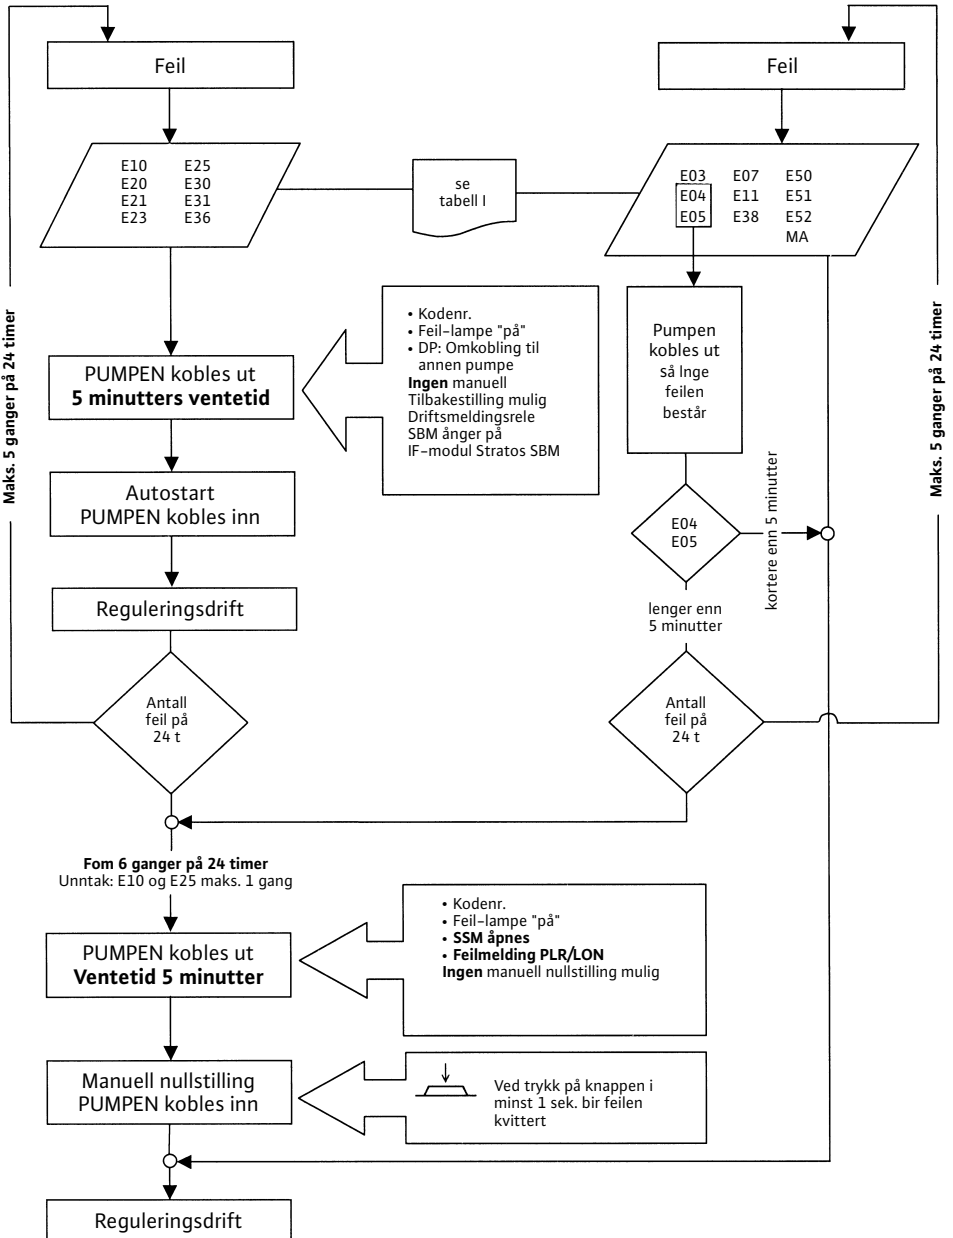 Feil
E10 E25
E20 E30
E21 E31
E23 E36
se
tabell I
Feil
E03 E07 E50
E04 E11 E51
E05 E38 E52
MA
Maks. 5 ganger på 24 timer
PUMPEN kobles ut
5 minutters ventetid
• Kodenr.
• Feil-lampe "på"
• DP: Omkobling til
annen pumpe
Ingen manuell
Tilbakestilling mulig
Driftsmeldingsrele
SBM ånger på
IF-modul Stratos SBM
Pumpen
kobles ut
så lnge
feilen
består
Maks. 5 ganger på 24 timer
Autostart
PUMPEN kobles inn
E04
E05
kortere enn 5 minutter
Reguleringsdrift
lenger enn
5 minutter
Antall
feil på
24 t
Antall
feil på
24 t
Fom 6 ganger på 24 timer
Unntak: E10 og E25 maks. 1 gang
PUMPEN kobles ut
Ventetid 5 minutter
• Kodenr.
• Feil-lampe "på"
• SSM åpnes
• Feilmelding PLR/LON
Ingen manuell nullstilling mulig
Manuell nullstilling
PUMPEN kobles inn
Ved trykk på knappen i
minst 1 sek. bir feilen
kvittert
Reguleringsdrift